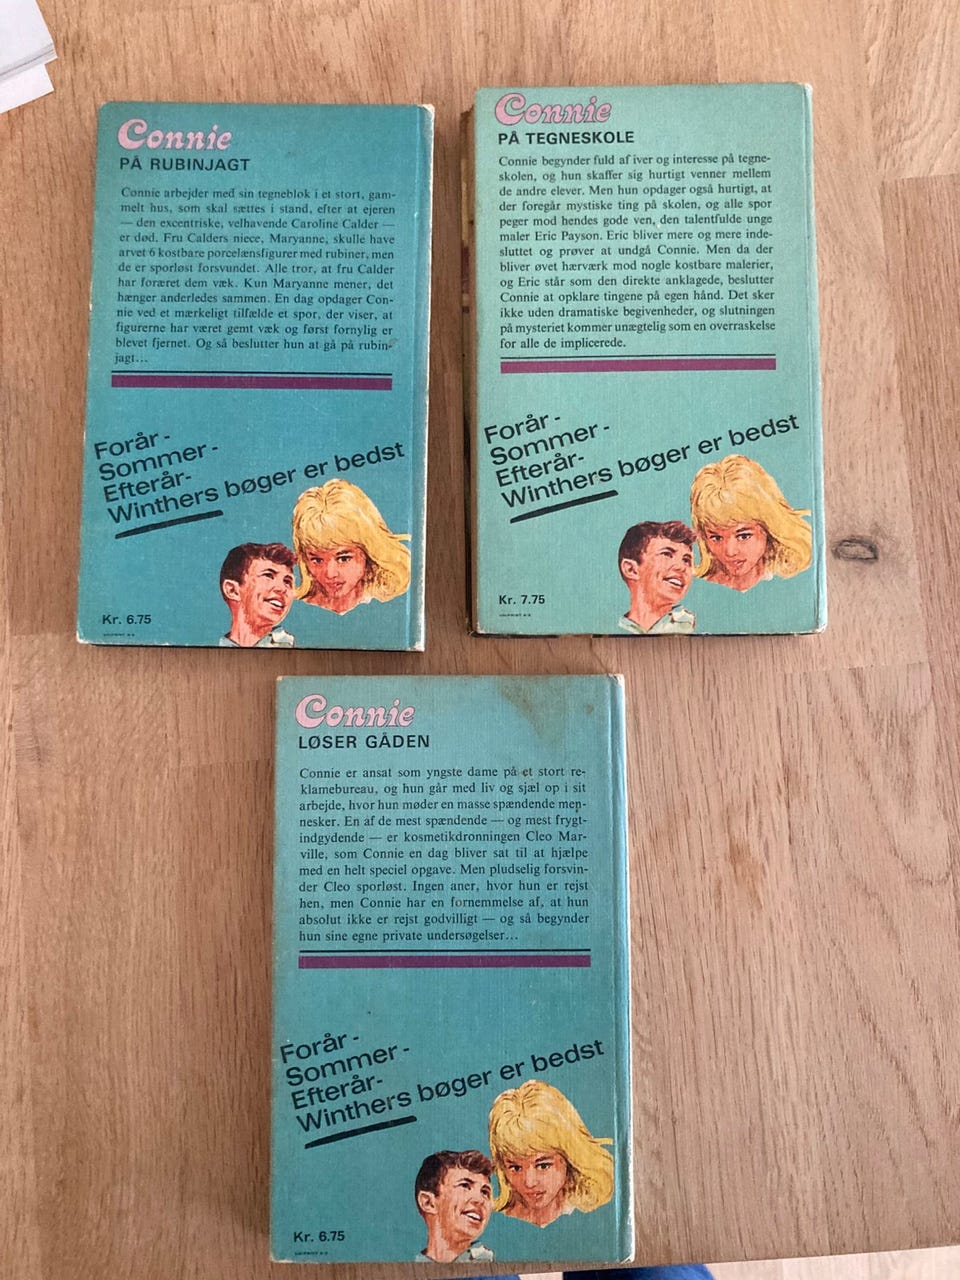 Connie
PÅ RUBINJAGT
Connie arbejder med sin tegneblok i et stort, gam-
melt hus, som skal sættes i stand, efter at ejeren
— den excentriske, velhavende Caroline Calder —
er død. Fru Calders niece, Maryanne, skulle have
arvet 6 kostbare porcelænsfigurer med rubiner, men
de er sporløst forsvundet. Alle tror, at fru Calder
har foræret dem væk. Kun Maryanne mener, det
hænger anderledes sammen. En dag opdager Con-
nie ved et mærkeligt tilfælde et spor, der viser, at
figurerne har været gemt væk og først fornylig er
blevet fjernet. Og så beslutter hun at gå på rubin-
jagt...
Forår -
Sommer -
Efterår-
Winthers bøger er bedst
Kr. 6.75
UNIPRINT A/S
Connie
PÅ TEGNESKOLE
Connie begynder fuld af iver og interesse på tegne-
skolen, og hun skaffer sig hurtigt venner mellem
de andre elever. Men hun opdager også hurtigt, at
der foregår mystiske ting på skolen, og alle spor
peger mod hendes gode ven, den talentfulde unge
maler Eric Payson. Eric bliver mere og mere inde-
sluttet og prøver at undgå Connie. Men da der
bliver øvet hærværk mod nogle kostbare malerier,
og Eric står som den direkte anklagede, beslutter
Connie at opklare tingene på egen hånd. Det sker
ikke uden dramatiske begivenheder, og slutningen
på mysteriet kommer unægtelig som en overraskelse
for alle de implicerede.
Forår -
Sommer -
Efterår-
Winthers bøger er bedst
Kr. 7.75
UNIPRINT A/S
Connie
LØSER GÅDEN
Connie er ansat som yngste dame på et stort re-
klamebureau, og hun går med liv og sjæl op i sit
arbejde, hvor hun møder en masse spændende men-
nesker. En af de mest spændende — og mest frygt-
indgydende — er kosmetikdronningen Cleo Mar-
ville, som Connie en dag bliver sat til at hjælpe
med en helt speciel opgave. Men pludselig forsvin-
der Cleo sporløst. Ingen aner, hvor hun er rejst
hen, men Connie har en fornemmelse af, at hun
absolut ikke er rejst godvilligt — og så begynder
hun sine egne private undersøgelser...
Forår -
Sommer -
Efterår-
Winthers bøger er bedst
Kr. 6.75
UNIPRINT A/S